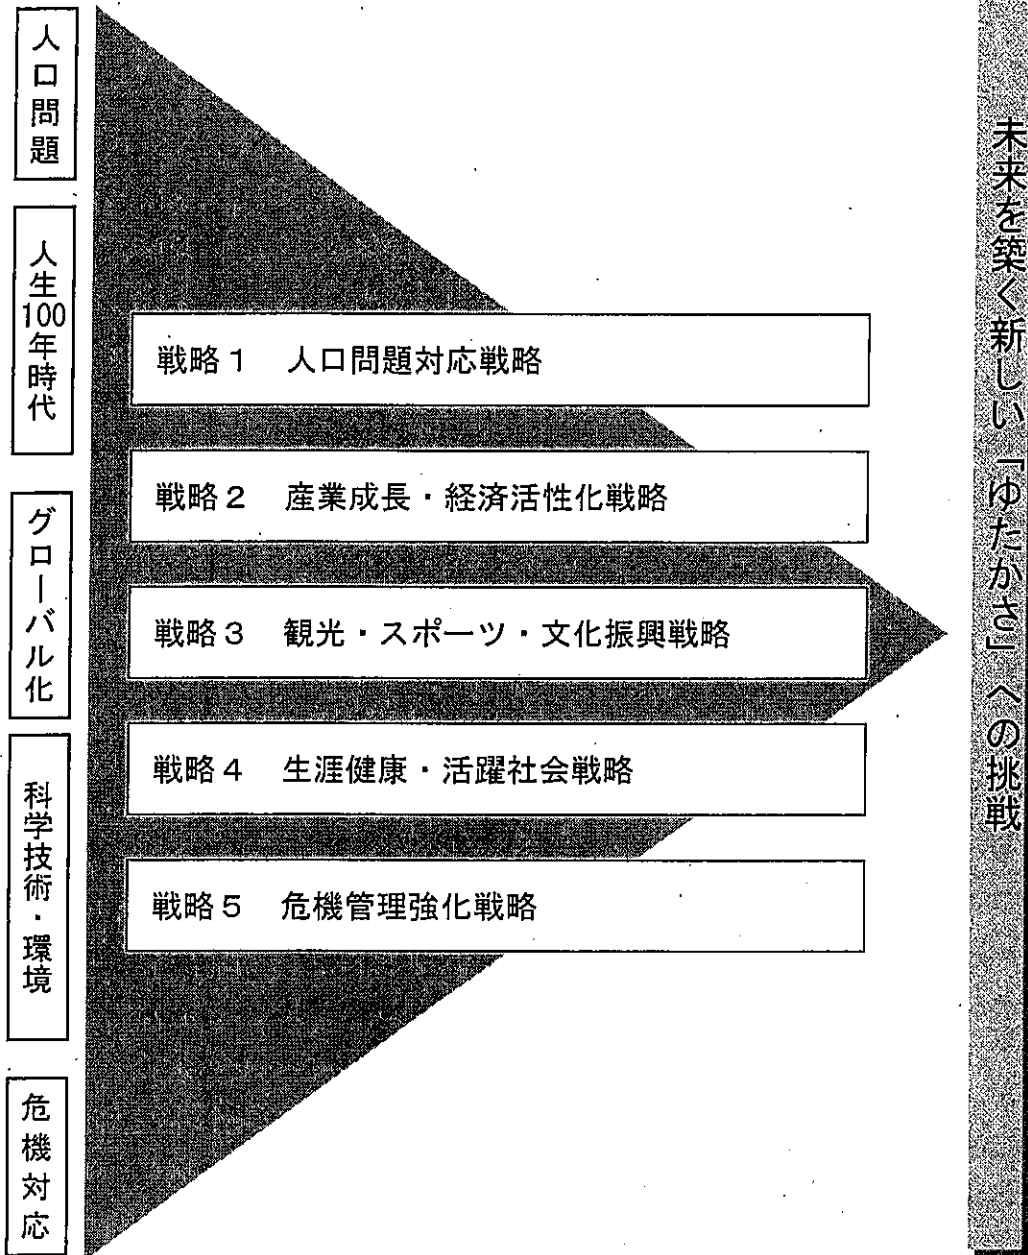 人口問題
人生100年時代
グローバル化
科学技術・環境
危機対応
戦略1 人口問題対応戦略
戦略2 産業成長・経済活性化戦略
戦略3 観光・スポーツ・文化振興戦略
戦略4 生涯健康・活躍社会戦略
戦略5 危機管理強化戦略
未来を築く新しい「ゆたかさ」への挑戦